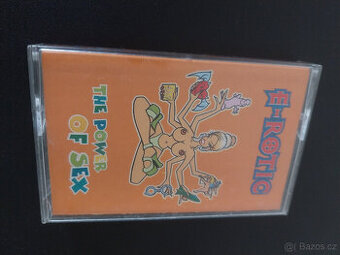 E-ROTIC
THE POWER
OF SEX
© Bazos.cz